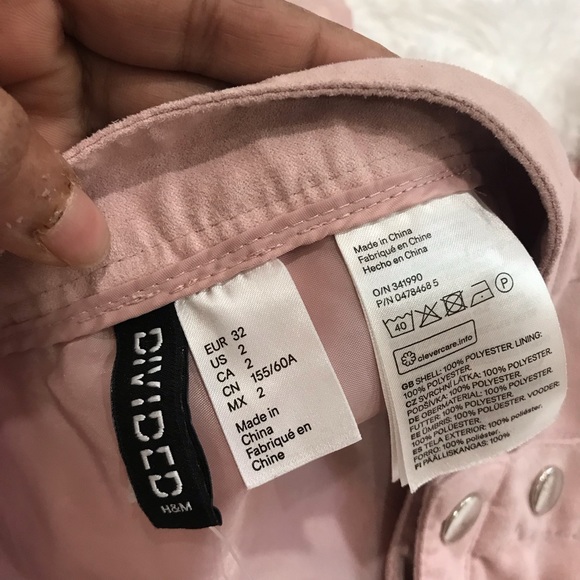 DIVIDED
H&M
EUR 32
US 2
CA 2
CN 155/60A
MX 2
Made in
China
Fabriqué en
Chine
Made in China
Fabriqué en Chine
Hecho en China
O/N 341990
P/N 0478468 5
40
P
clevercare.info
GB SHELL: 100% POLYESTER. LINING:
100% POLYESTER.
CZ SVRCHNÍ LÁTKA: 100% POLYESTER.
PODŠÍVKA: 100% POLYESTER.
DE OBERMATERIAL: 100% POLYESTER.
FUTTER: 100% POLYESTER.
EE ÜMBRIS: 100% POLÜESTER. VOODER:
100% POLÜESTER.
ES TELA EXTERIOR: 100% poliéster.
FORRO: 100% poliéster.
FI PÄÄLLISKANGAS: 100%